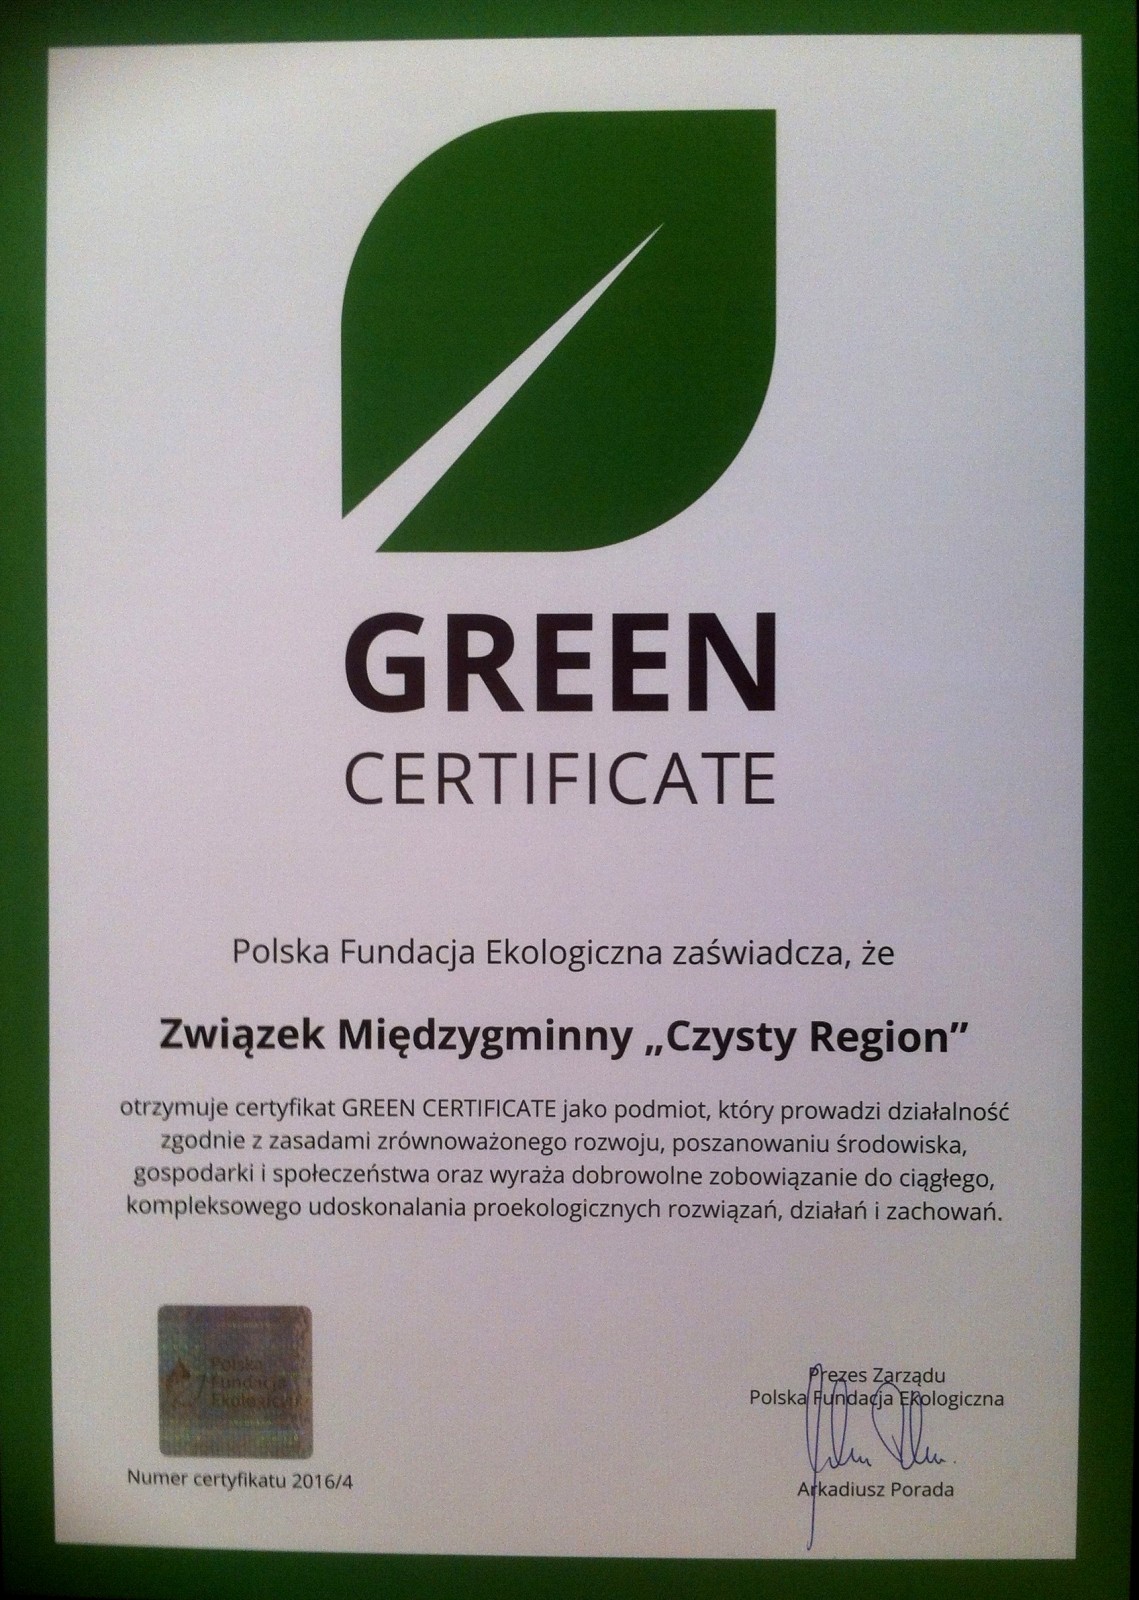 GREEN
CERTIFICATE
Polska Fundacja Ekologiczna zaświadcza, że
Związek Międzygminny „Czysty Region”
otrzymuje certyfikat GREEN CERTIFICATE jako podmiot, który prowadzi działalność
zgodnie z zasadami zrównoważonego rozwoju, poszanowaniu środowiska,
gospodarki i społeczeństwa oraz wyraża dobrowolne zobowiązanie do ciągłego,
kompleksowego udoskonalania proekologicznych rozwiązań, działań i zachowań.
Polska
Fundacja
Numer certyfikatu 2016/4
Prezes Zarządu
Polska Fundacja Ekologiczna
Arkadiusz Porada